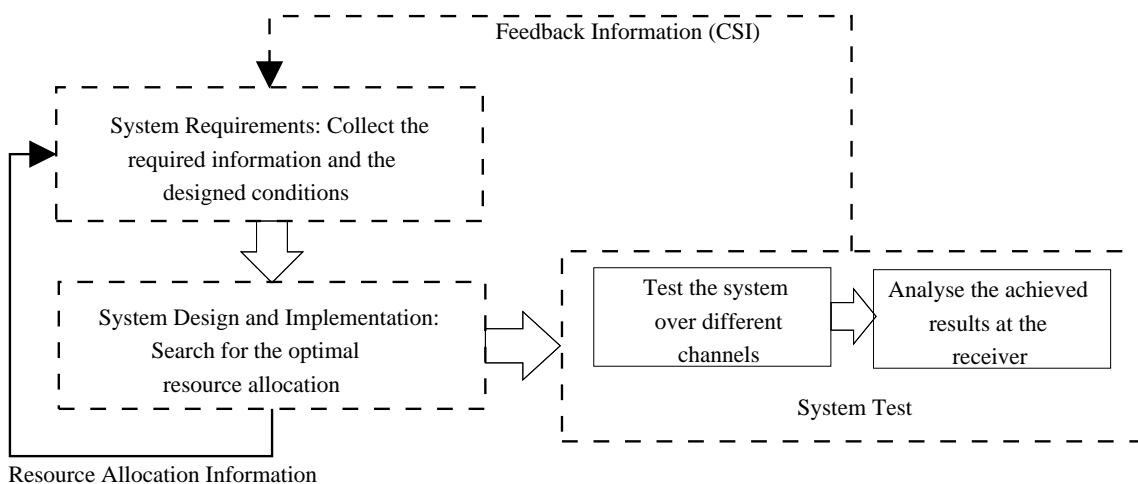 Feedback Information (CSI)
System Requirements: Collect the
required information and the
designed conditions
System Design and Implementation:
Search for the optimal
resource allocation
Test the system
over different
channels
Analyse the achieved
results at the
receiver
System Test
Resource Allocation Information